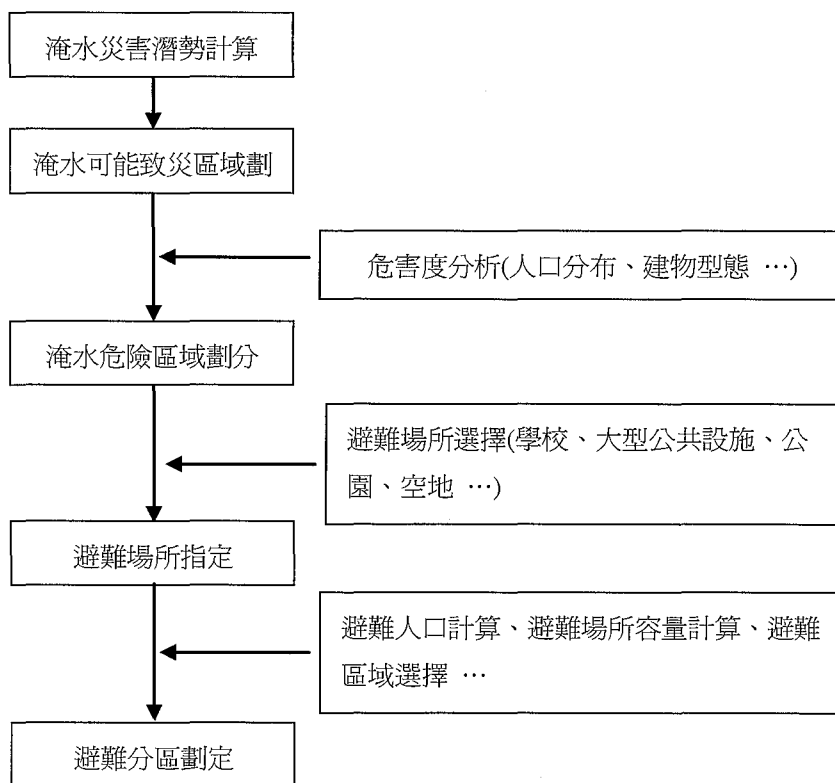 淹水災害潛勢計算
淹水可能致災區域劃
危害度分析(人口分布、建物型態 …)
淹水危險區域劃分
避難場所選擇(學校、大型公共設施、公
園、空地 …)
避難場所指定
避難人口計算、避難場所容量計算、避難
區域選擇 …
避難分區劃定